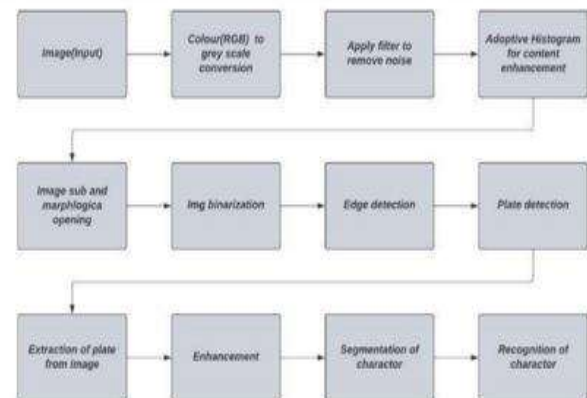 Image(Input)
Colour(RGB) to
grey scale
conversion
Apply filter to
remove noise
Adoptive Histogram
for content
enhancement
Image sub and
marphlogica
opening
Img binarization
Edge detection
Plate detection
Extraction of plate
from image
Enhancement
Segmentation of
charactor
Recognition of
charactor